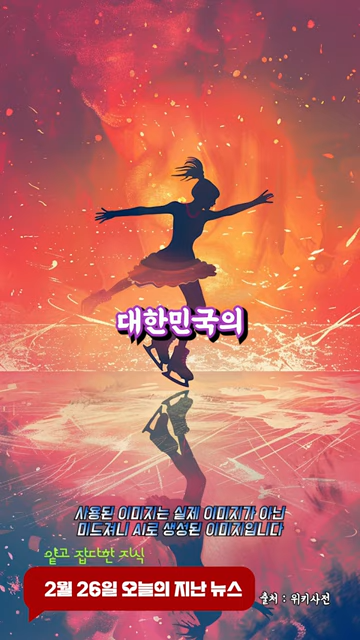 대한민국의
사용된 이미지는 실제 이미지가 아닌
미드져니 AI로 생성된 이미지입니다
얕고 잡다한 지식
2월 26일 오늘의 지난 뉴스
출처 : 위키사전